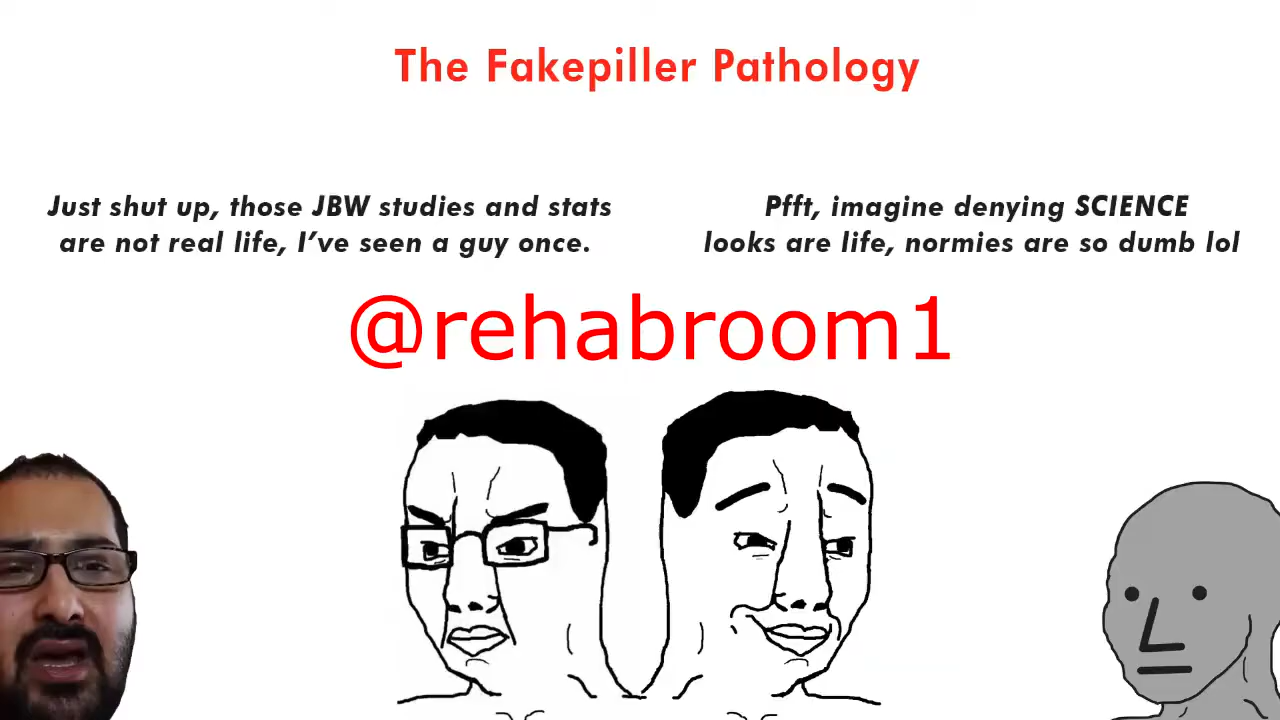 The Fakepiller Pathology
Just shut up, those JBW studies and stats
are not real life, I've seen a guy once.
Pfft, imagine denying SCIENCE
looks are life, normies are so dumb lol
@rehabroom1